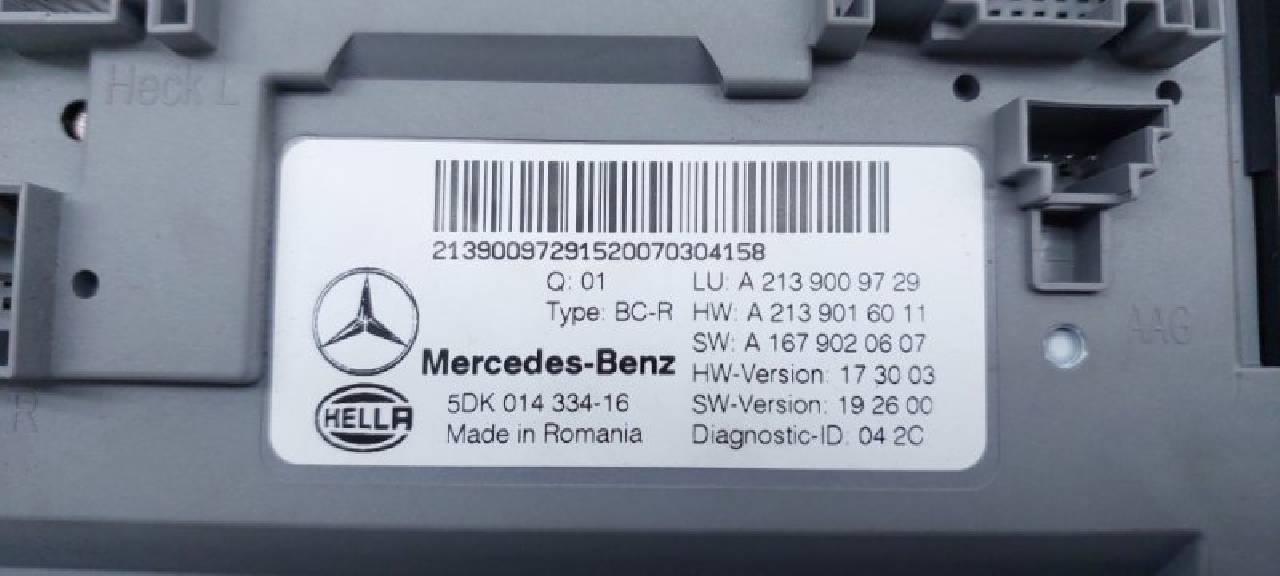 Heck L
21390097291520070304158
Q: 01
LU: A 213 900 97 29
Type: BC-R
HW: A 213 901 60 11
SW: A 167 902 06 07
Mercedes-Benz
HW-Version: 17 30 03
HELLA
5DK 014 334-16
SW-Version: 19 26 00
Made in Romania
Diagnostic-ID: 04 2C
AAG
R